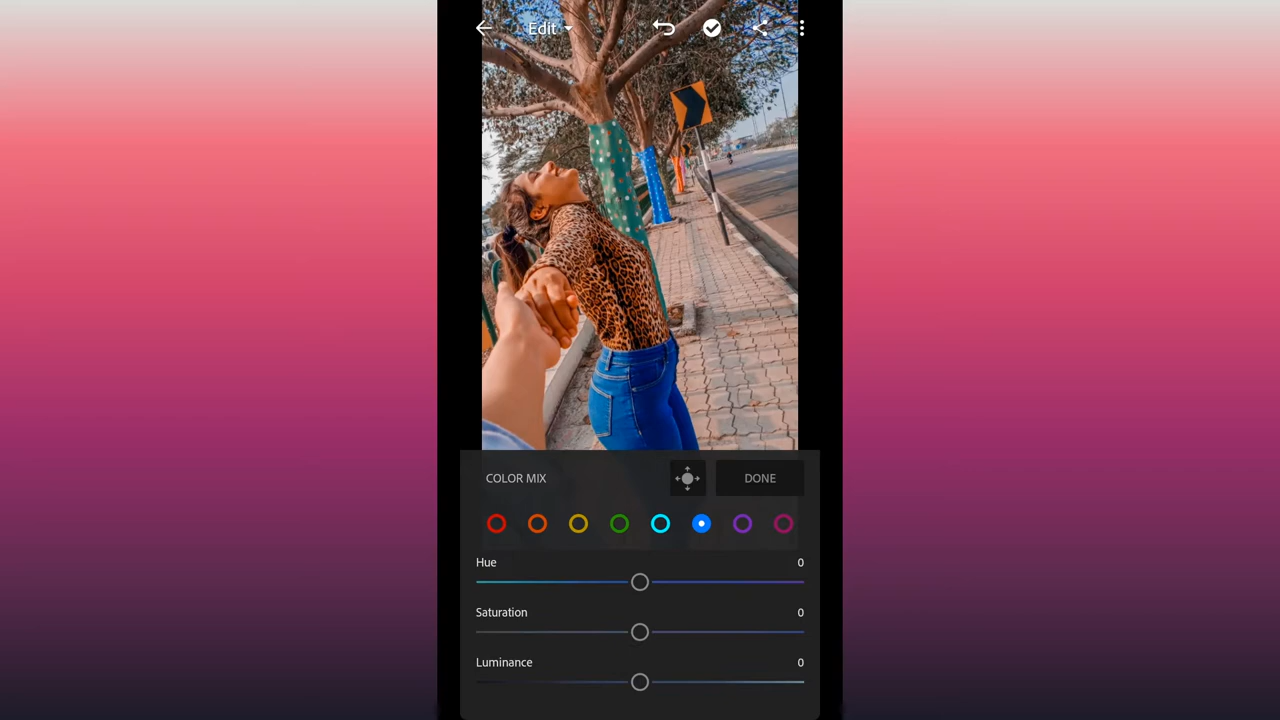 Edit
COLOR MIX
DONE
Hue 0
Saturation 0
Luminance 0